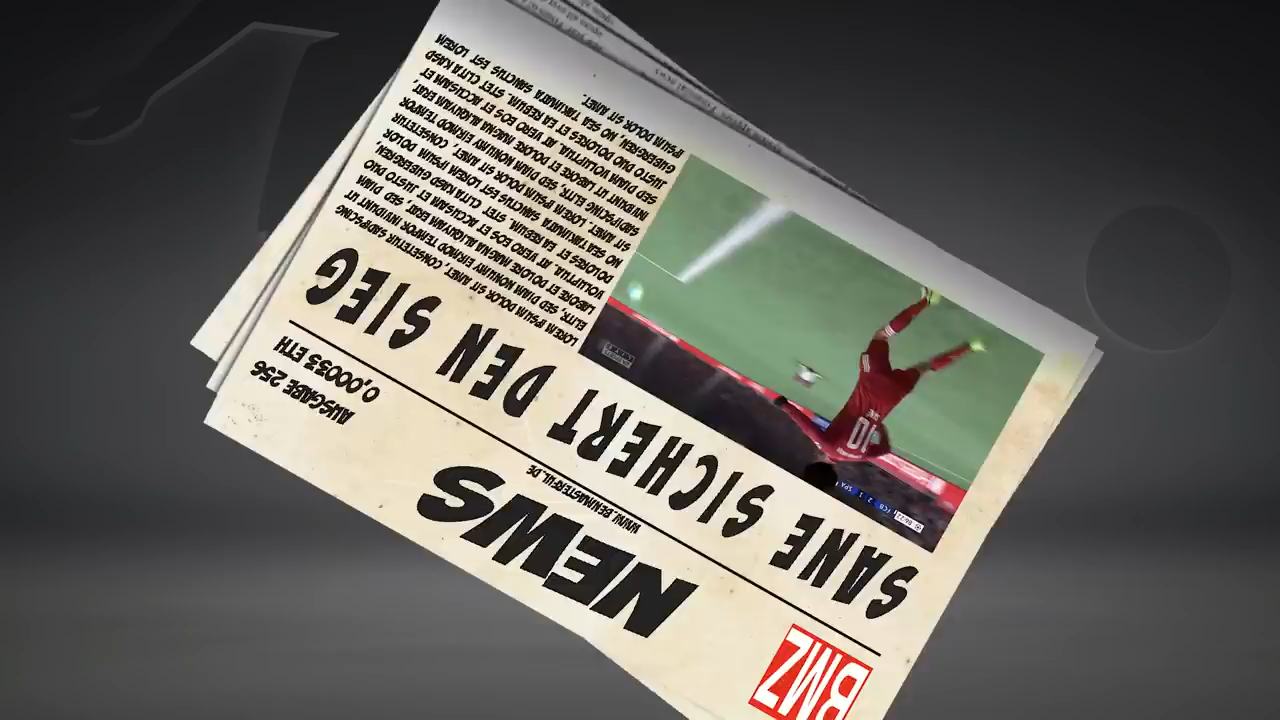 BMZ
NEWS
WWW.BENMASTERFUL.DE
AUSGABE 256
0,00033 ETH
SANE SICHERT DEN SIEG
LOREM IPSUM DOLOR SIT AMET, CONSETETUR SADIPSCING
ELITR, SED DIAM NONUMY EIRMOD TEMPOR INVIDUNT UT
LABORE ET DOLORE MAGNA ALIQUYAM ERAT, SED DIAM
VOLUPTUA. AT VERO EOS ET ACCUSAM ET JUSTO DUO
DOLORES ET EA REBUM. STET CLITA KASD GUBERGREN,
NO SEA TAKIMATA SANCTUS EST LOREM IPSUM DOLOR
SIT AMET. LOREM IPSUM DOLOR SIT AMET, CONSETETUR
SADIPSCING ELITR, SED DIAM NONUMY EIRMOD TEMPOR
INVIDUNT UT LABORE ET DOLORE MAGNA ALIQUYAM ERAT,
SED DIAM VOLUPTUA. AT VERO EOS ET ACCUSAM ET
JUSTO DUO DOLORES ET EA REBUM. STET CLITA KASD
GUBERGREN, NO SEA TAKIMATA SANCTUS EST LOREM
IPSUM DOLOR SIT AMET.
FCB 2 1 SPA
10